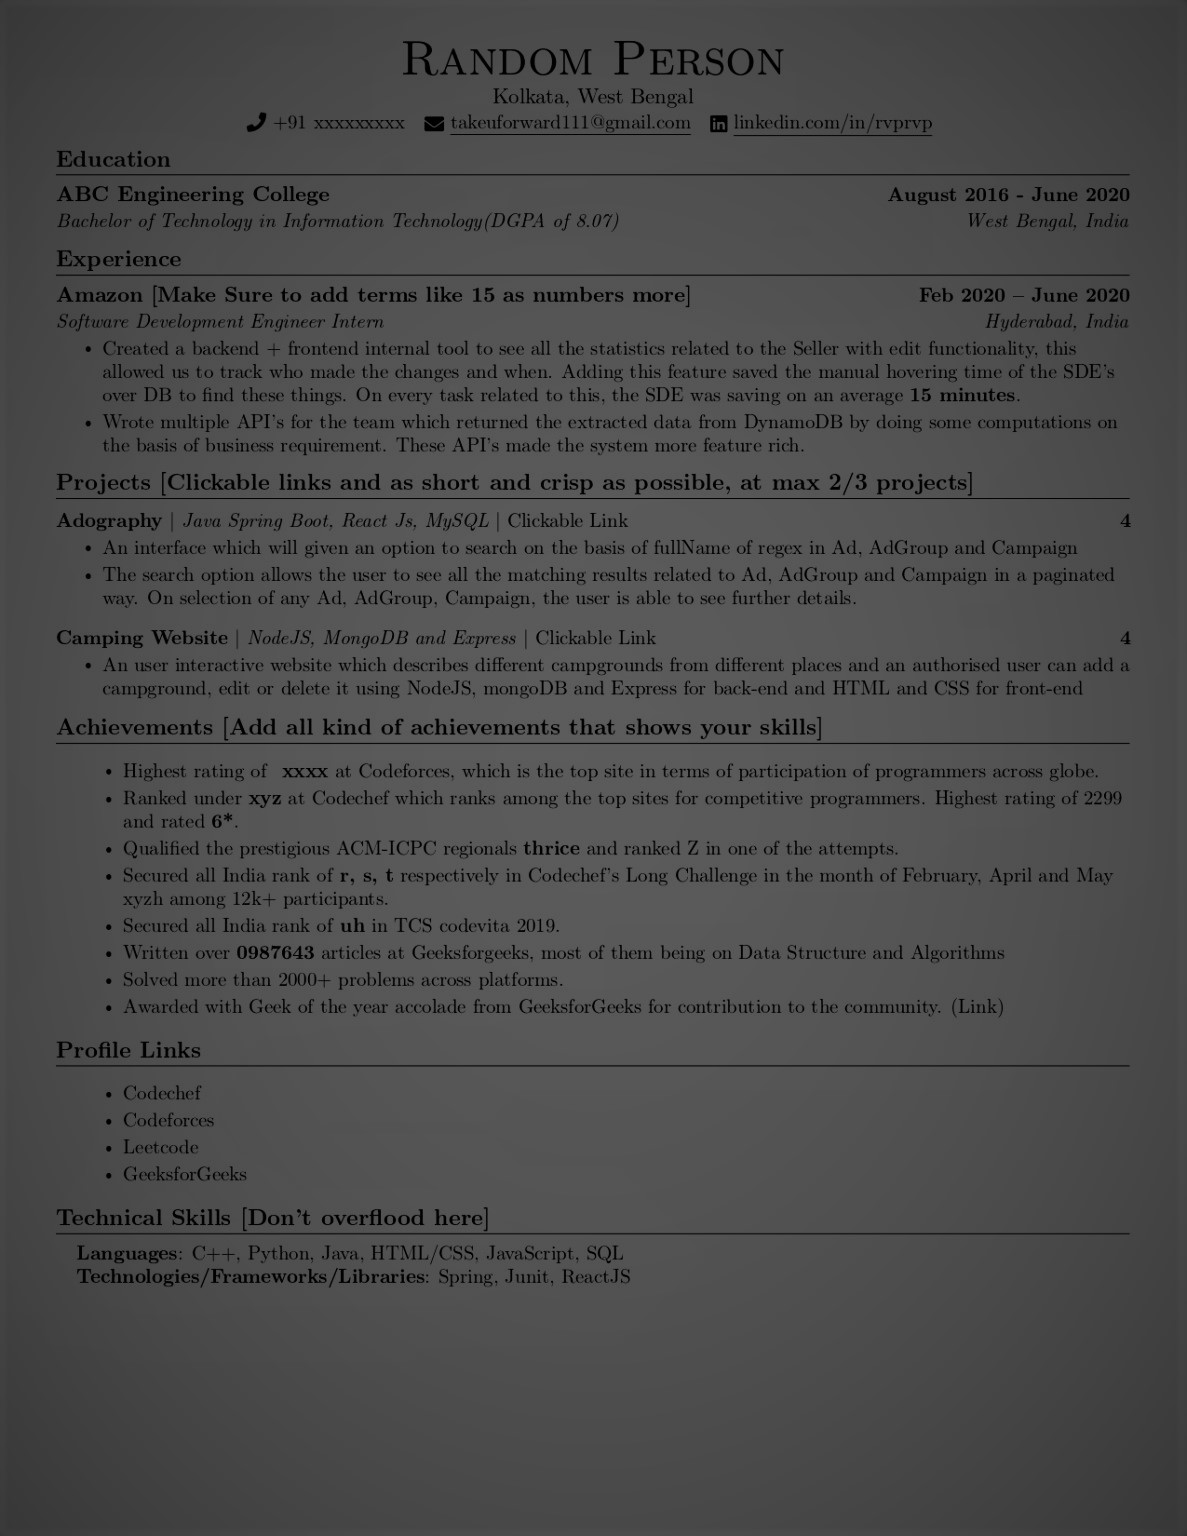 Random Person
Kolkata, West Bengal
+91 xxxxxxxxx takeuforward111@gmail.com linkedin.com/in/rvprvp
Education
ABC Engineering College August 2016 - June 2020
Bachelor of Technology in Information Technology(DGPA of 8.07) West Bengal, India
Experience
Amazon [Make Sure to add terms like 15 as numbers more] Feb 2020 – June 2020
Software Development Engineer Intern Hyderabad, India
• Created a backend + frontend internal tool to see all the statistics related to the Seller with edit functionality, this
allowed us to track who made the changes and when. Adding this feature saved the manual hovering time of the SDE's
over DB to find these things. On every task related to this, the SDE was saving on an average 15 minutes.
• Wrote multiple API's for the team which returned the extracted data from DynamoDB by doing some computations on
the basis of business requirement. These API's made the system more feature rich.
Projects [Clickable links and as short and crisp as possible, at max 2/3 projects]
Adography | Java Spring Boot, React Js, MySQL | Clickable Link 4
• An interface which will given an option to search on the basis of fullName of regex in Ad, AdGroup and Campaign
• The search option allows the user to see all the matching results related to Ad, AdGroup and Campaign in a paginated
way. On selection of any Ad, AdGroup, Campaign, the user is able to see further details.
Camping Website | NodeJS, MongoDB and Express | Clickable Link 4
• An user interactive website which describes different campgrounds from different places and an authorised user can add a
campground, edit or delete it using NodeJS, mongoDB and Express for back-end and HTML and CSS for front-end
Achievements [Add all kind of achievements that shows your skills]
• Highest rating of xxxx at Codeforces, which is the top site in terms of participation of programmers across globe.
• Ranked under xyz at Codechef which ranks among the top sites for competitive programmers. Highest rating of 2299
and rated 6*.
• Qualified the prestigious ACM-ICPC regionals thrice and ranked Z in one of the attempts.
• Secured all India rank of r, s, t respectively in Codechef's Long Challenge in the month of February, April and May
xyzh among 12k+ participants.
• Secured all India rank of uh in TCS codevita 2019.
• Written over 0987643 articles at Geeksforgeeks, most of them being on Data Structure and Algorithms
• Solved more than 2000+ problems across platforms.
• Awarded with Geek of the year accolade from GeeksforGeeks for contribution to the community. (Link)
Profile Links
• Codechef
• Codeforces
• Leetcode
• GeeksforGeeks
Technical Skills [Don't overflood here]
Languages: C++, Python, Java, HTML/CSS, JavaScript, SQL
Technologies/Frameworks/Libraries: Spring, Junit, ReactJS